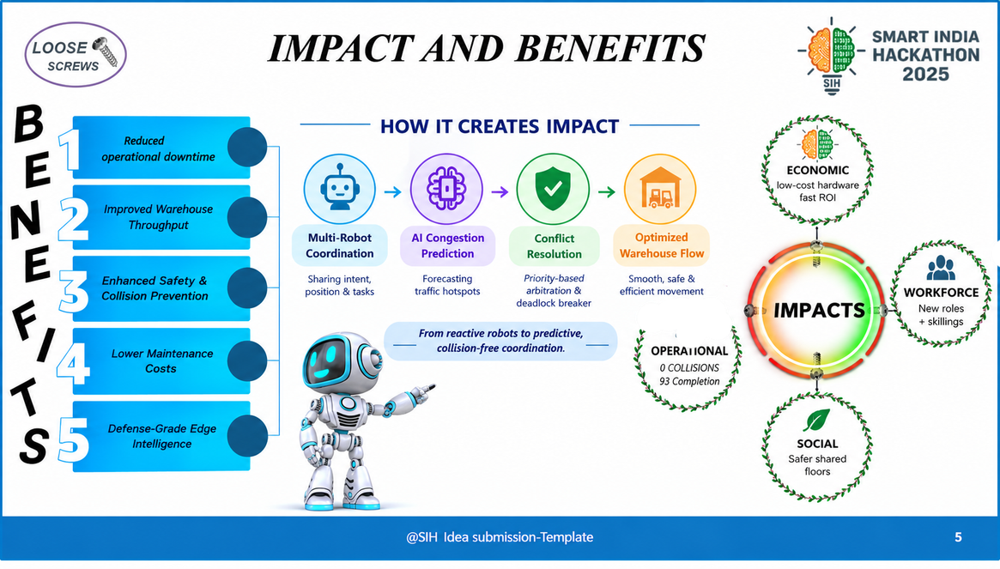 LOOSE
SCREWS
IMPACT AND BENEFITS
SIH
SMART INDIA
HACKATHON
2025
BENEFITS
1
Reduced
operational downtime
2
Improved Warehouse
Throughput
3
Enhanced Safety &
Collision Prevention
4
Lower Maintenance
Costs
5
Defense-Grade Edge
Intelligence
HOW IT CREATES IMPACT
Multi-Robot
Coordination
Sharing intent,
position & tasks
AI Congestion
Prediction
Forecasting
traffic hotspots
Conflict
Resolution
Priority-based
arbitration &
deadlock breaker
Optimized
Warehouse Flow
Smooth, safe &
efficient movement
From reactive robots to predictive,
collision-free coordination.
ECONOMIC
low-cost hardware
fast ROI
IMPACTS
WORKFORCE
New roles
+ skillings
OPERATIONAL
0 COLLISIONS
93 Completion
SOCIAL
Safer shared
floors
@SIH Idea submission-Template
5